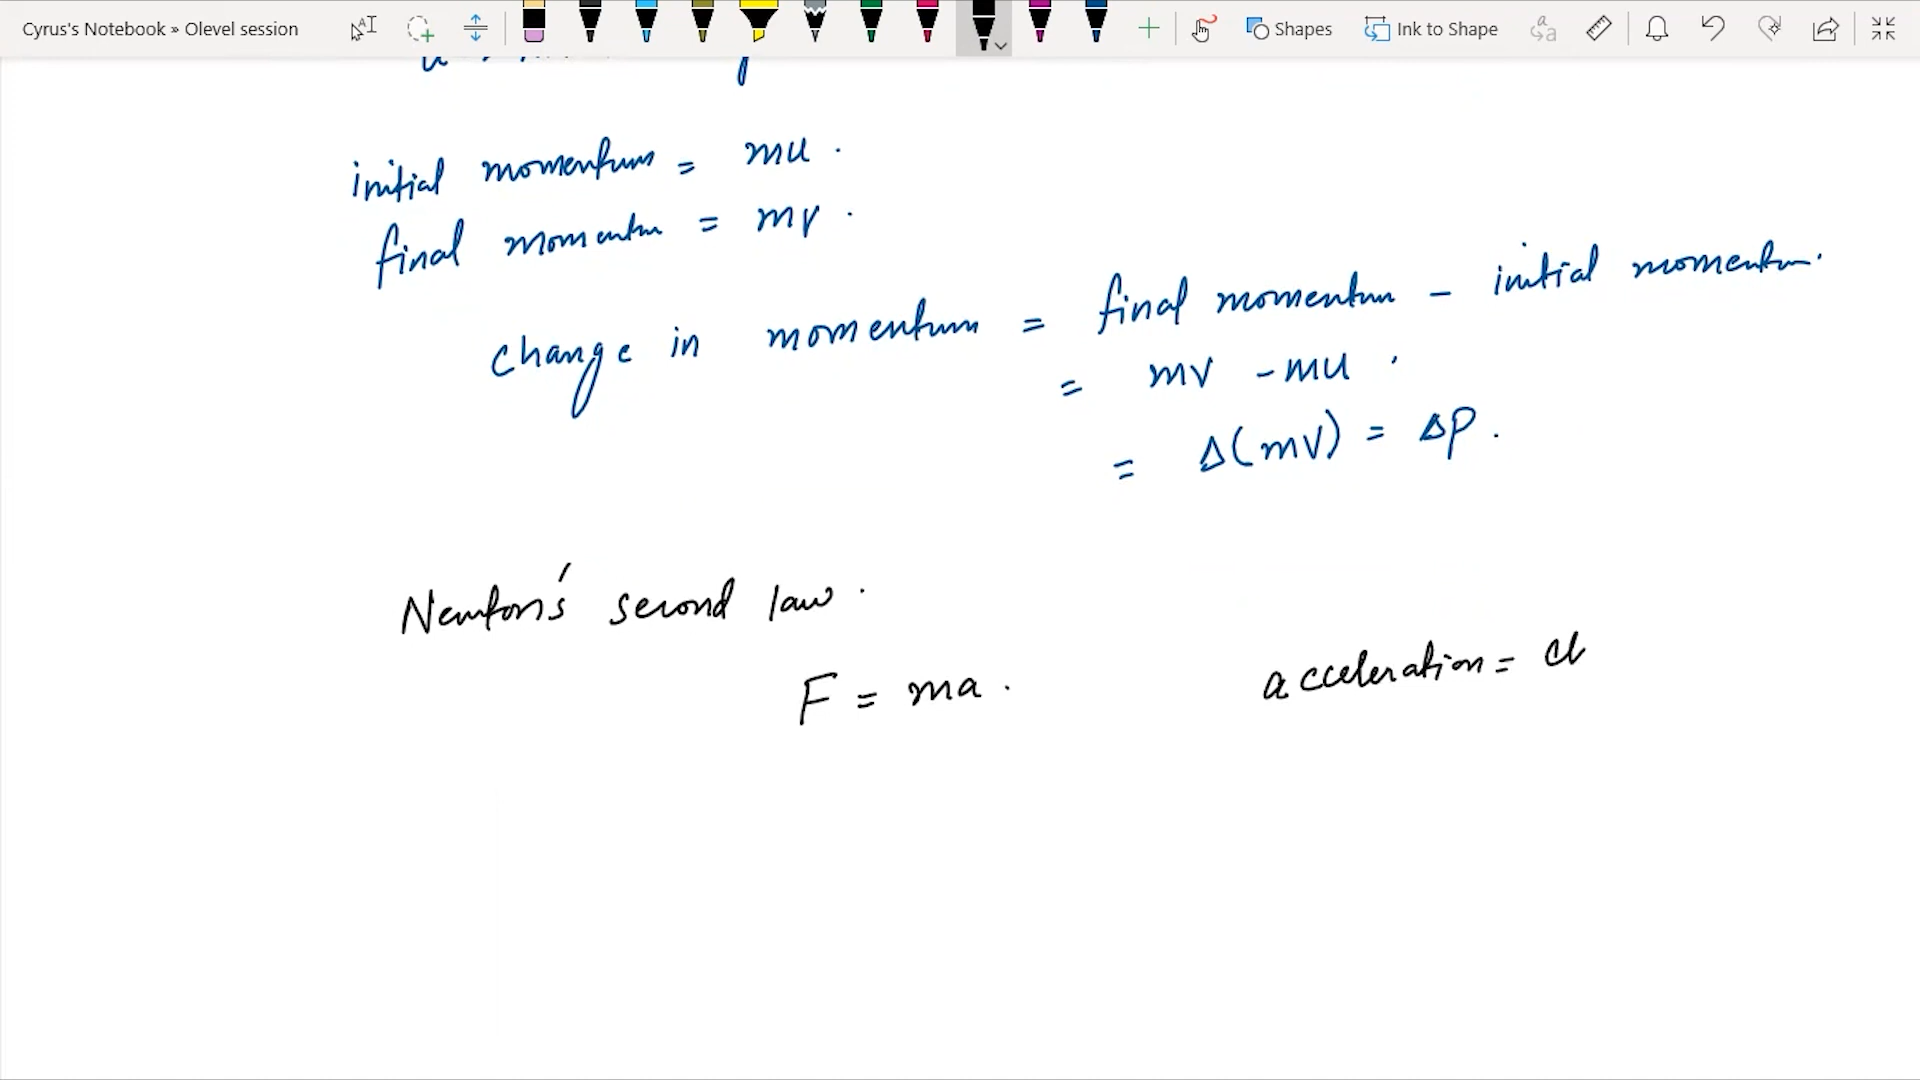 Cyrus's Notebook » Olevel session
Shapes
Ink to Shape
initial momentum = mu.
final momentum = mv.
change in momentum = final momentum - initial momentum.
= mv - mu.
= Δ(mv) = ΔP.
Newton's second law.
F = ma.
acceleration =